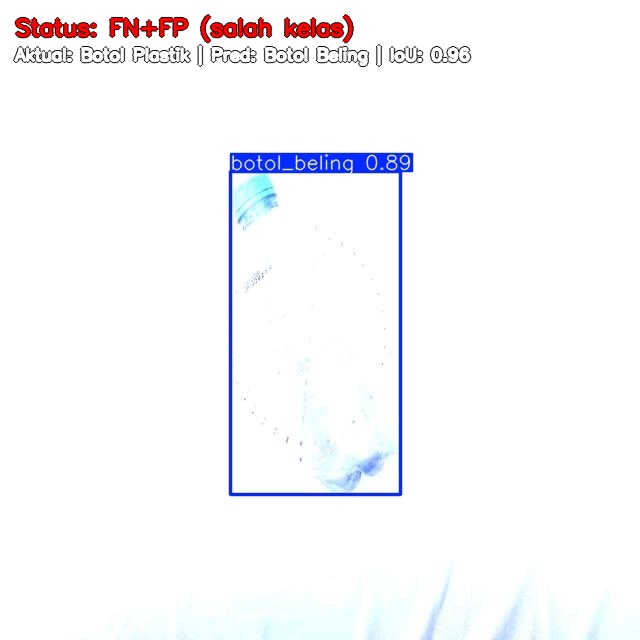 Status: FN+FP (salah kelas)
Aktual: Botol Plastik | Pred: Botol Beling | IoU: 0.96
botol_beling 0.89